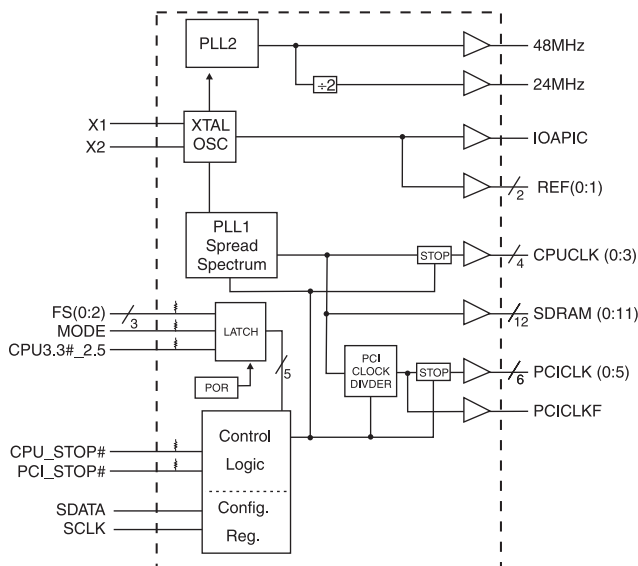 PLL2
48MHz
÷2
24MHz
X1
X2
XTAL
OSC
IOAPIC
2
REF(0:1)
PLL1
Spread
Spectrum
STOP
4
CPUCLK (0:3)
FS(0:2)
3
MODE
CPU3.3#_2.5
LATCH
12
SDRAM (0:11)
5
POR
PCI
CLOCK
DIVDER
STOP
6
PCICLK (0:5)
PCICLKF
CPU_STOP#
PCI_STOP#
Control
Logic
SDATA
SCLK
Config.
Reg.